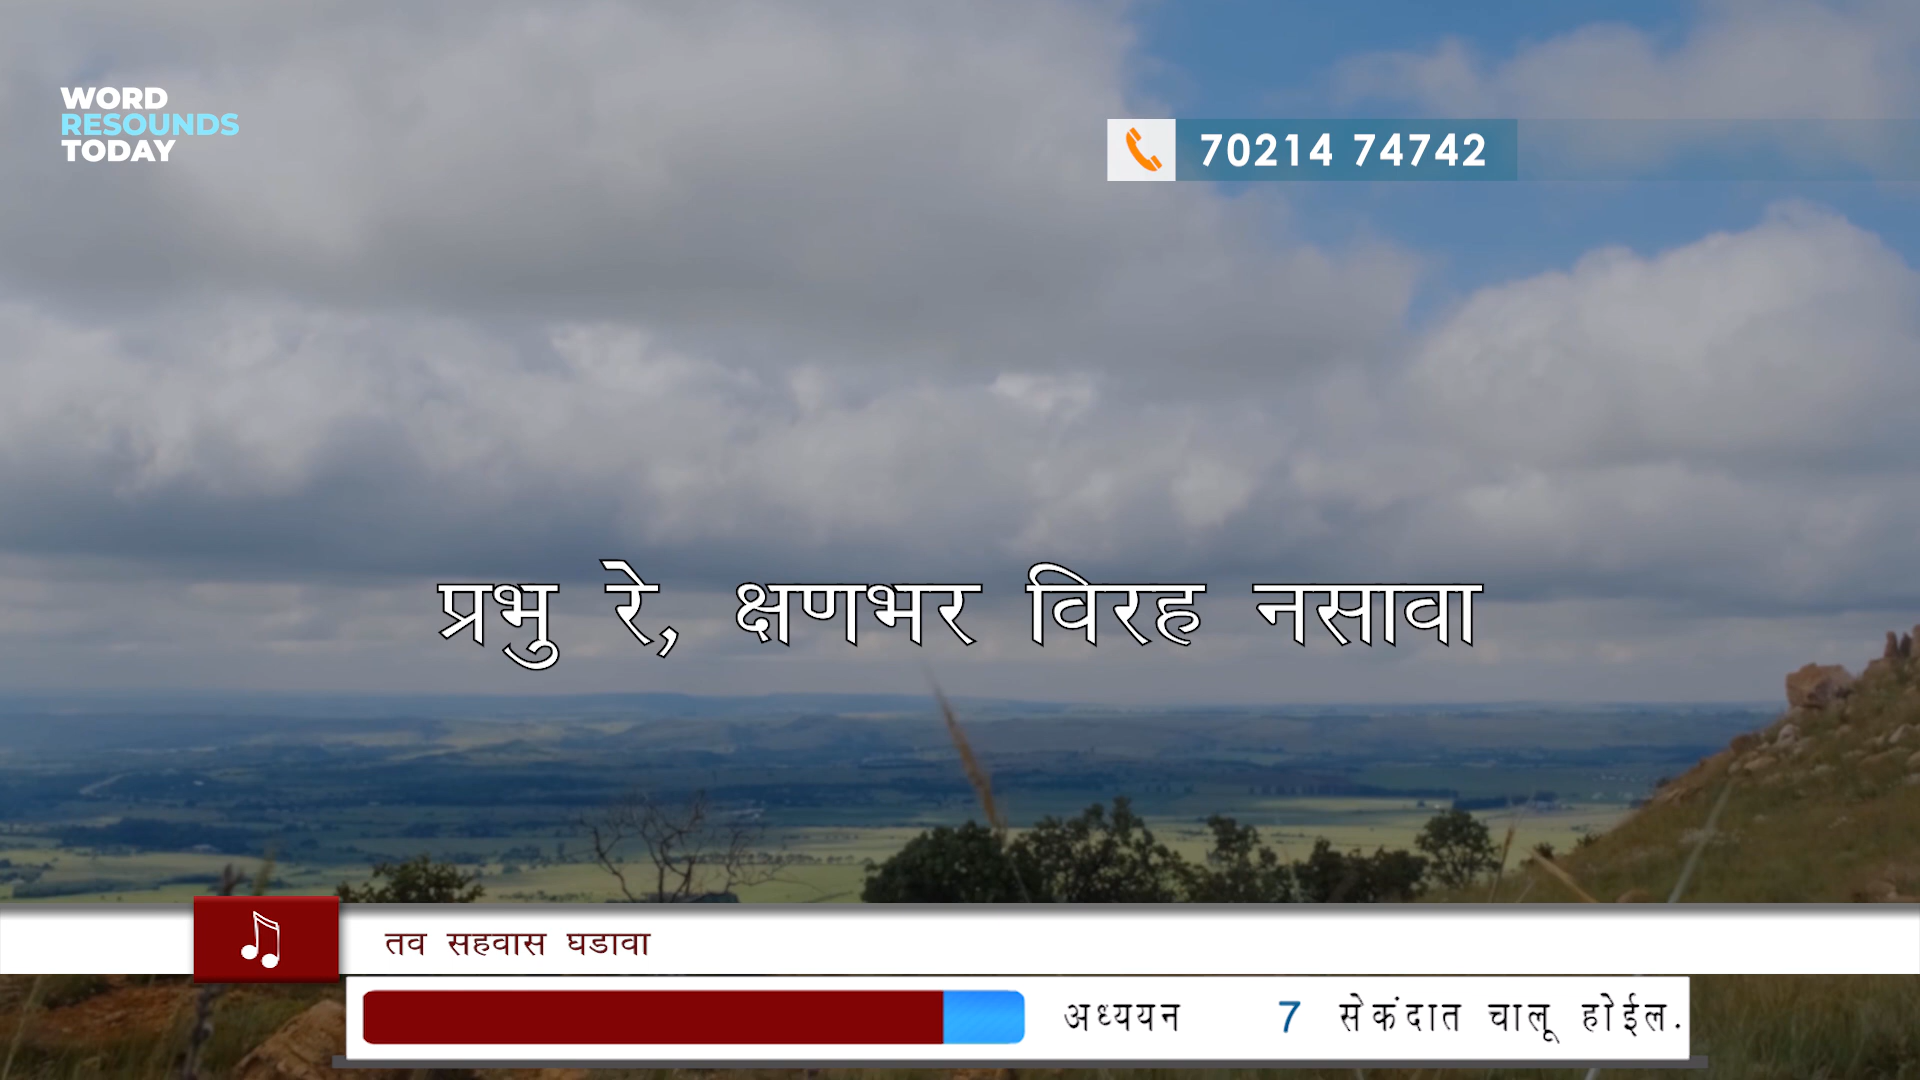 WORD
RESOUNDS
TODAY
70214 74742
प्रभु रे, क्षणभर विरह नसावा
तव सहवास घडावा
अध्ययन 7 सेकंदात चालू होईल.